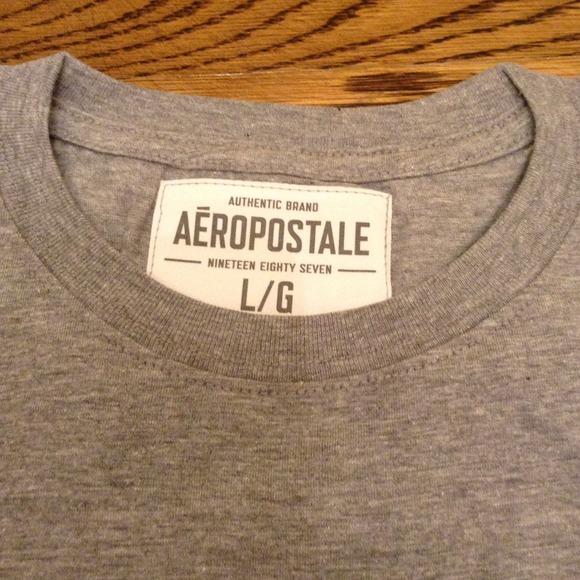 AUTHENTIC BRAND
AÉROPOSTALE
NINETEEN EIGHTY SEVEN
L/G